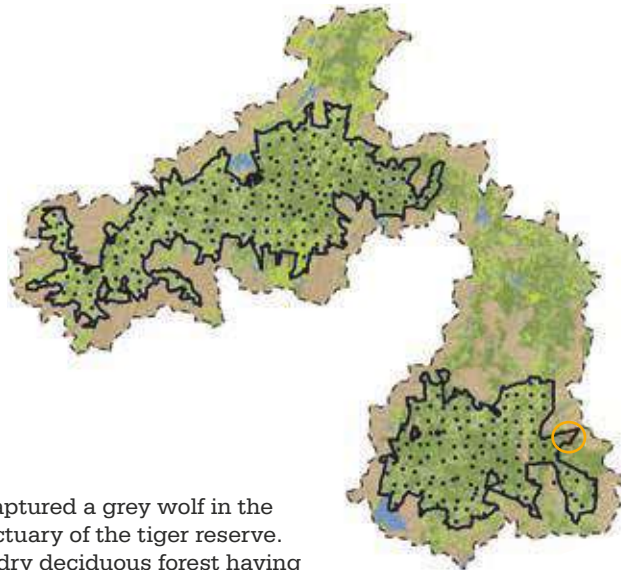 aptured a grey wolf in the
ctuary of the tiger reserve.
dry deciduous forest having